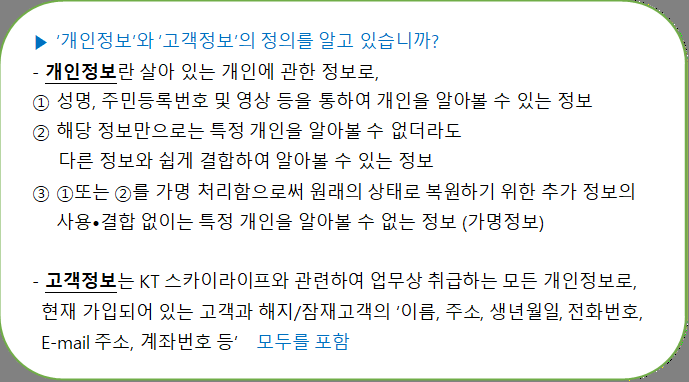 ▶ ‘개인정보’와 ‘고객정보’의 정의를 알고 있습니까?
- 개인정보란 살아 있는 개인에 관한 정보로,
① 성명, 주민등록번호 및 영상 등을 통하여 개인을 알아볼 수 있는 정보
② 해당 정보만으로는 특정 개인을 알아볼 수 없더라도
다른 정보와 쉽게 결합하여 알아볼 수 있는 정보
③ ①또는 ②를 가명 처리함으로써 원래의 상태로 복원하기 위한 추가 정보의
사용•결합 없이는 특정 개인을 알아볼 수 없는 정보 (가명정보)
- 고객정보는 KT 스카이라이프와 관련하여 업무상 취급하는 모든 개인정보로,
현재 가입되어 있는 고객과 해지/잠재고객의 ‘이름, 주소, 생년월일, 전화번호,
E-mail 주소, 계좌번호 등’ 모두를 포함